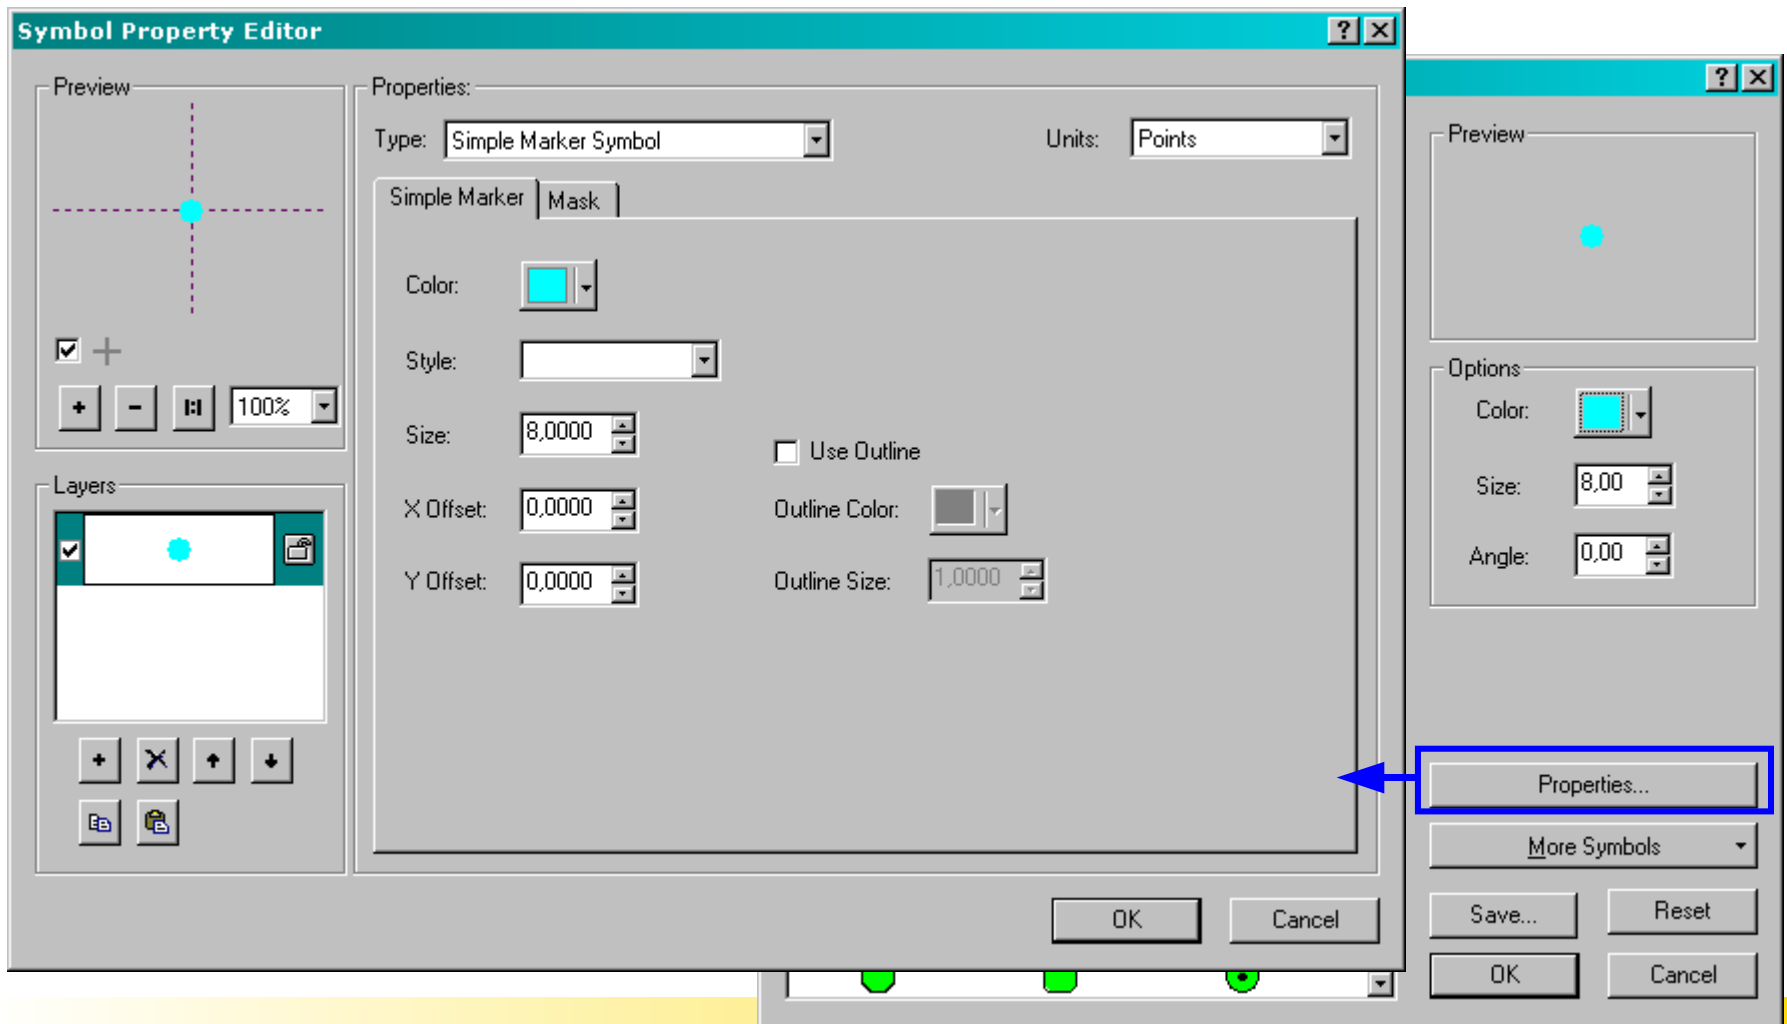 Symbol Property Editor
Preview
Properties:
Type: Simple Marker Symbol
Units: Points
Simple Marker
Mask
Color:
Style:
Size: 8,0000
X Offset: 0,0000
Y Offset: 0,0000
Use Outline
Outline Color:
Outline Size: 1,0000
1:1
100%
Layers
OK
Cancel
Preview
Options
Color:
Size: 8,00
Angle: 0,00
Properties...
More Symbols
Save...
Reset
OK
Cancel